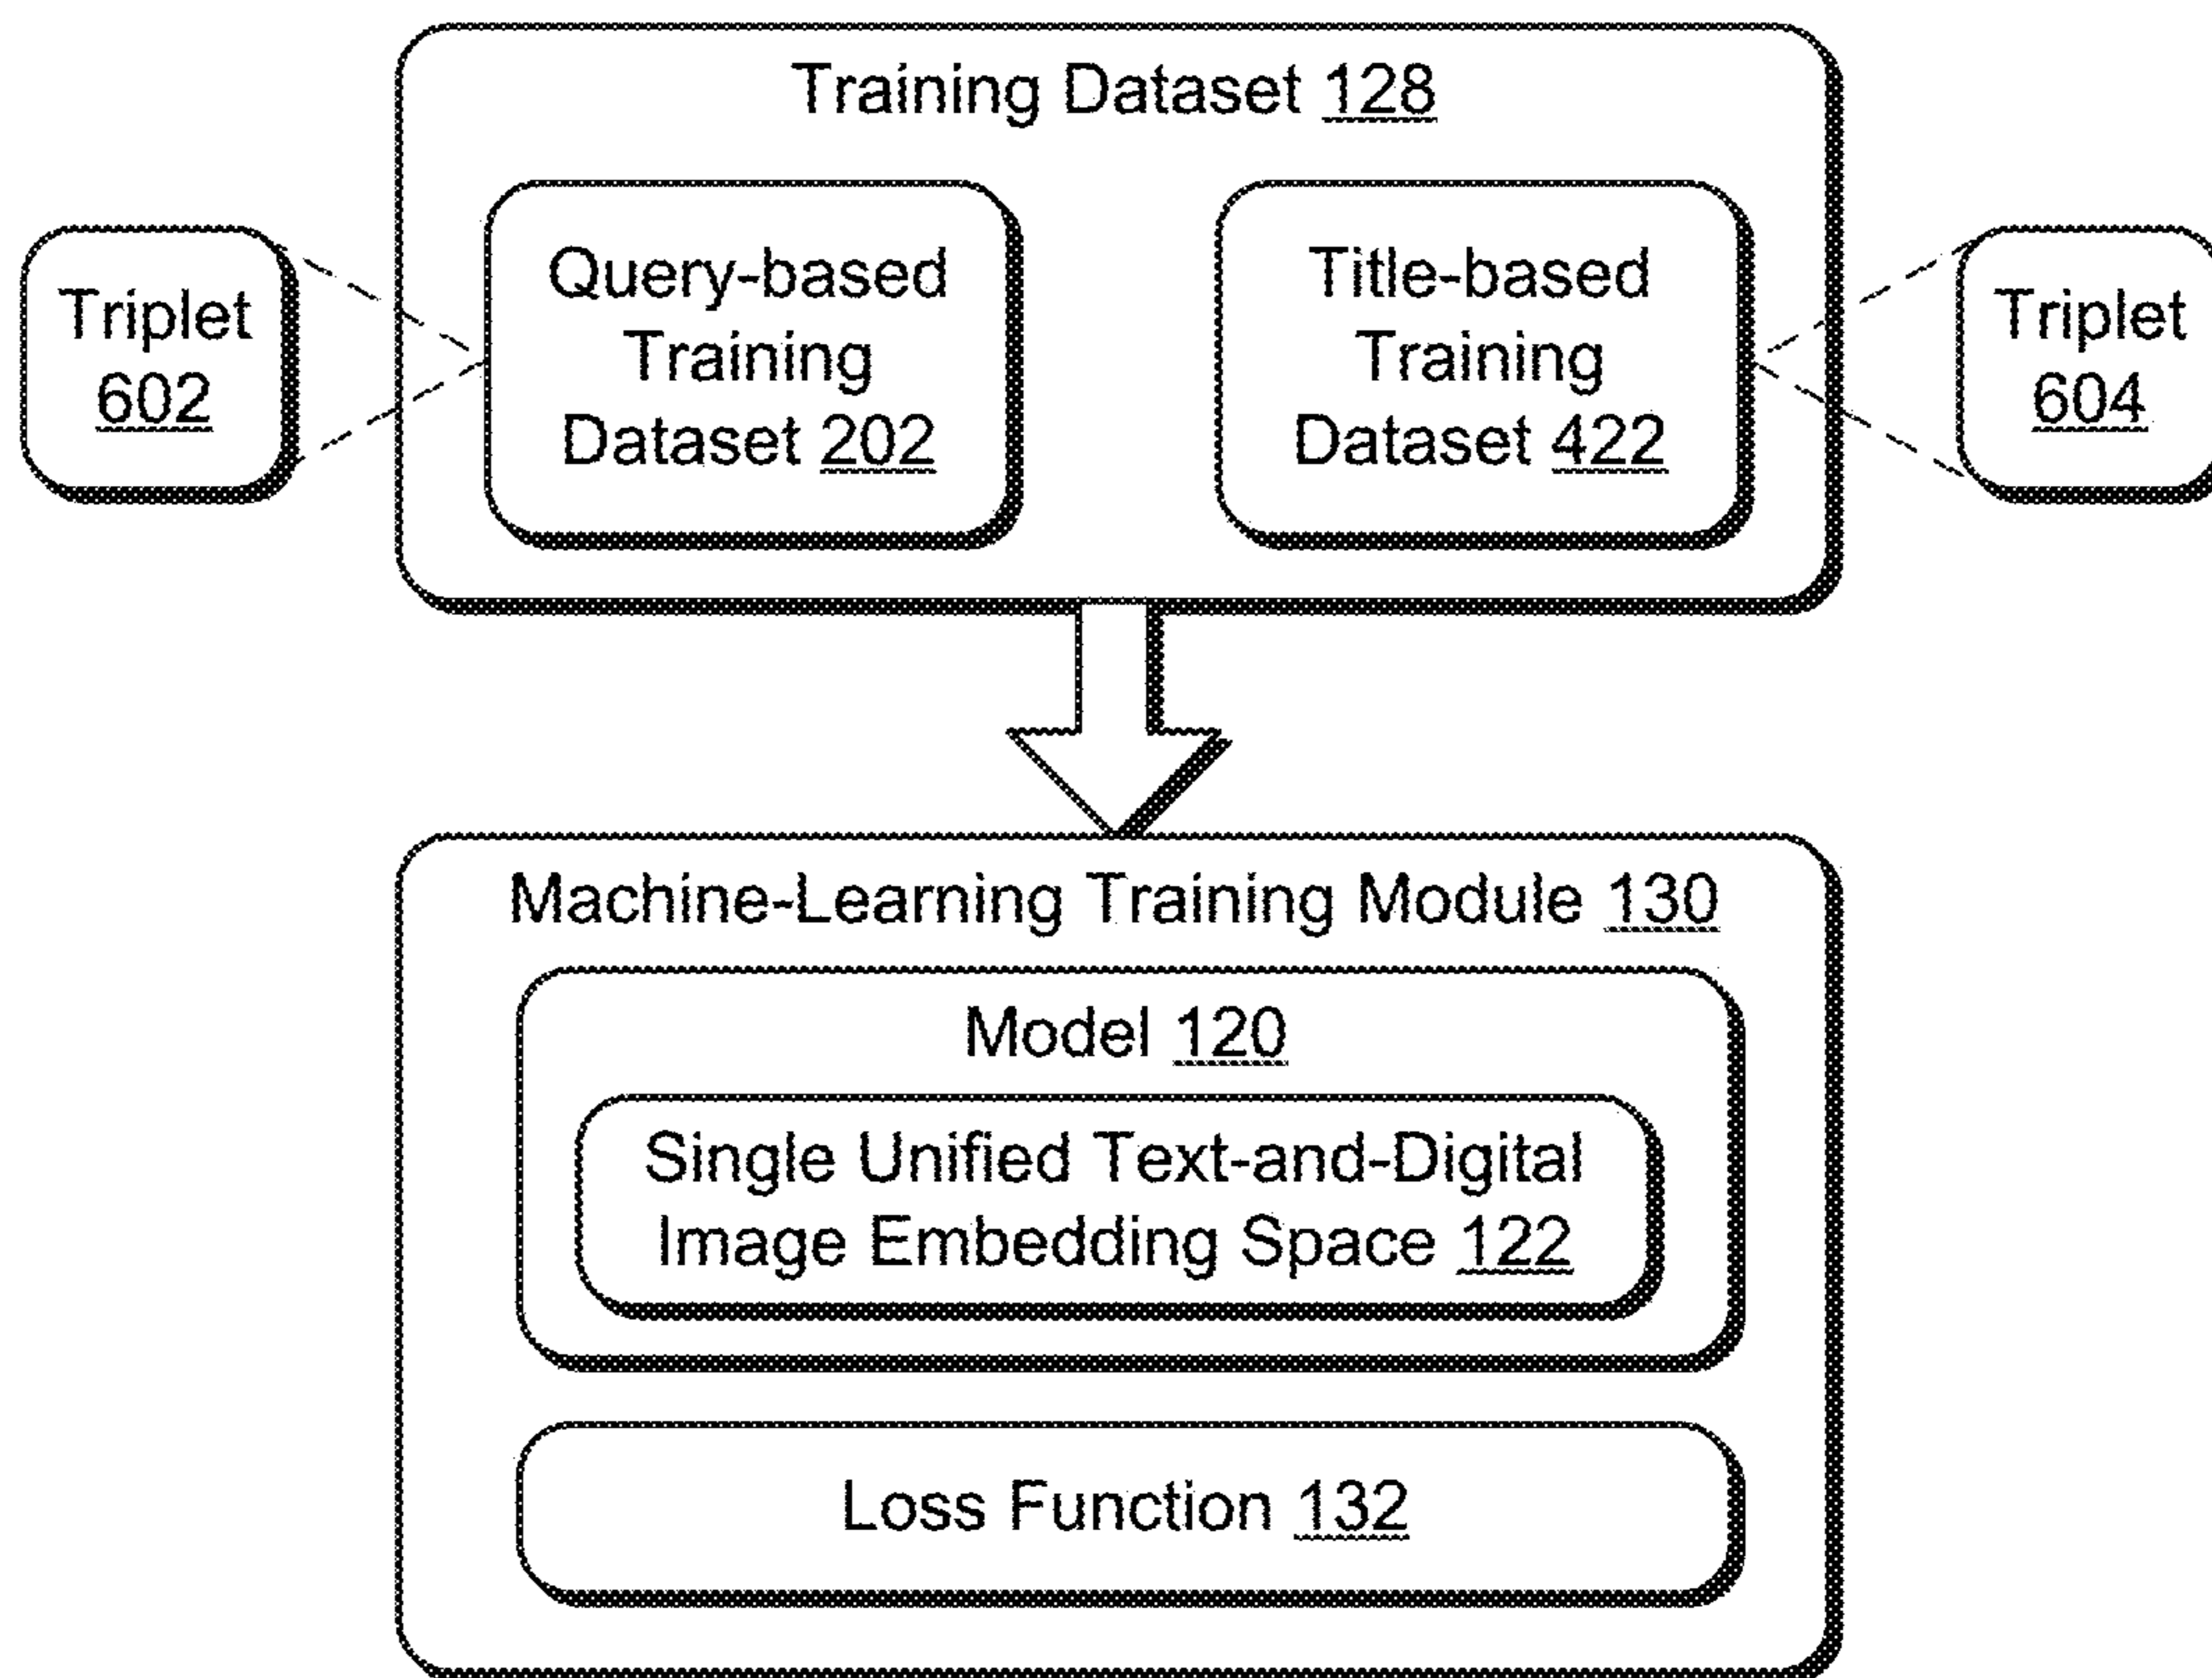 Training Dataset 128
Triplet
602
Query-based
Training
Dataset 202
Title-based
Training
Dataset 422
Triplet
604
Machine-Learning Training Module 130
Model 120
Single Unified Text-and-Digital
Image Embedding Space 122
Loss Function 132